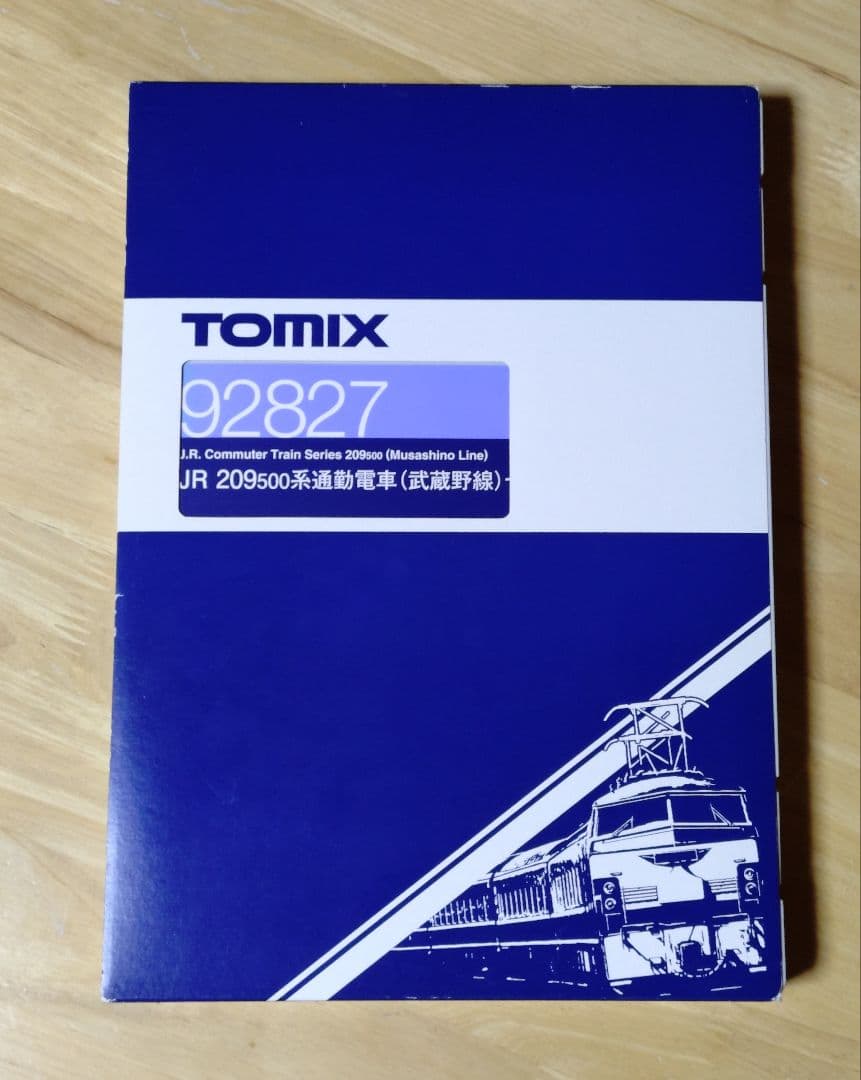 TOMIX
92827
J.R. Commuter Train Series 209500 (Musashino Line)
JR 209500系通勤電車(武蔵野線)